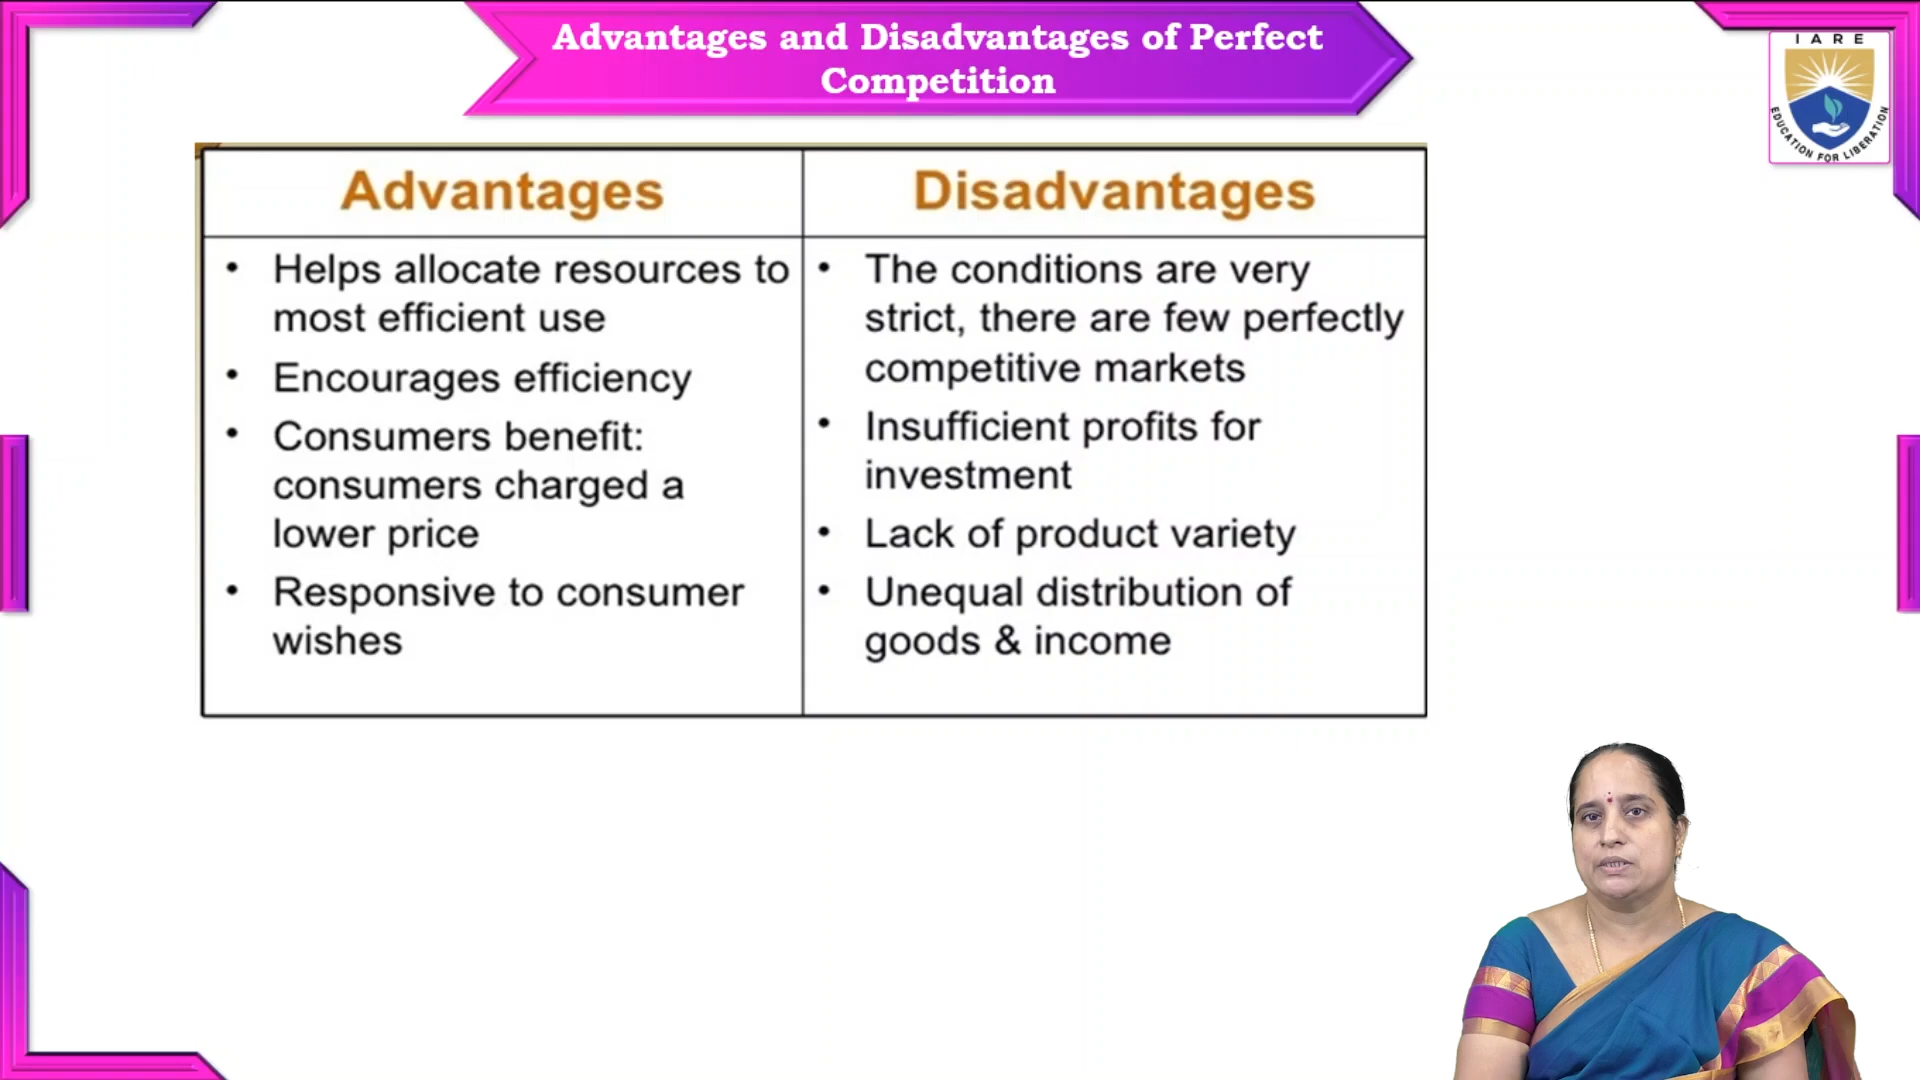 Advantages and Disadvantages of Perfect
Competition
I A R E
EDUCATION FOR LIBERATION
Advantages
• Helps allocate resources to
most efficient use
• Encourages efficiency
• Consumers benefit:
consumers charged a
lower price
• Responsive to consumer
wishes
Disadvantages
• The conditions are very
strict, there are few perfectly
competitive markets
• Insufficient profits for
investment
• Lack of product variety
• Unequal distribution of
goods & income